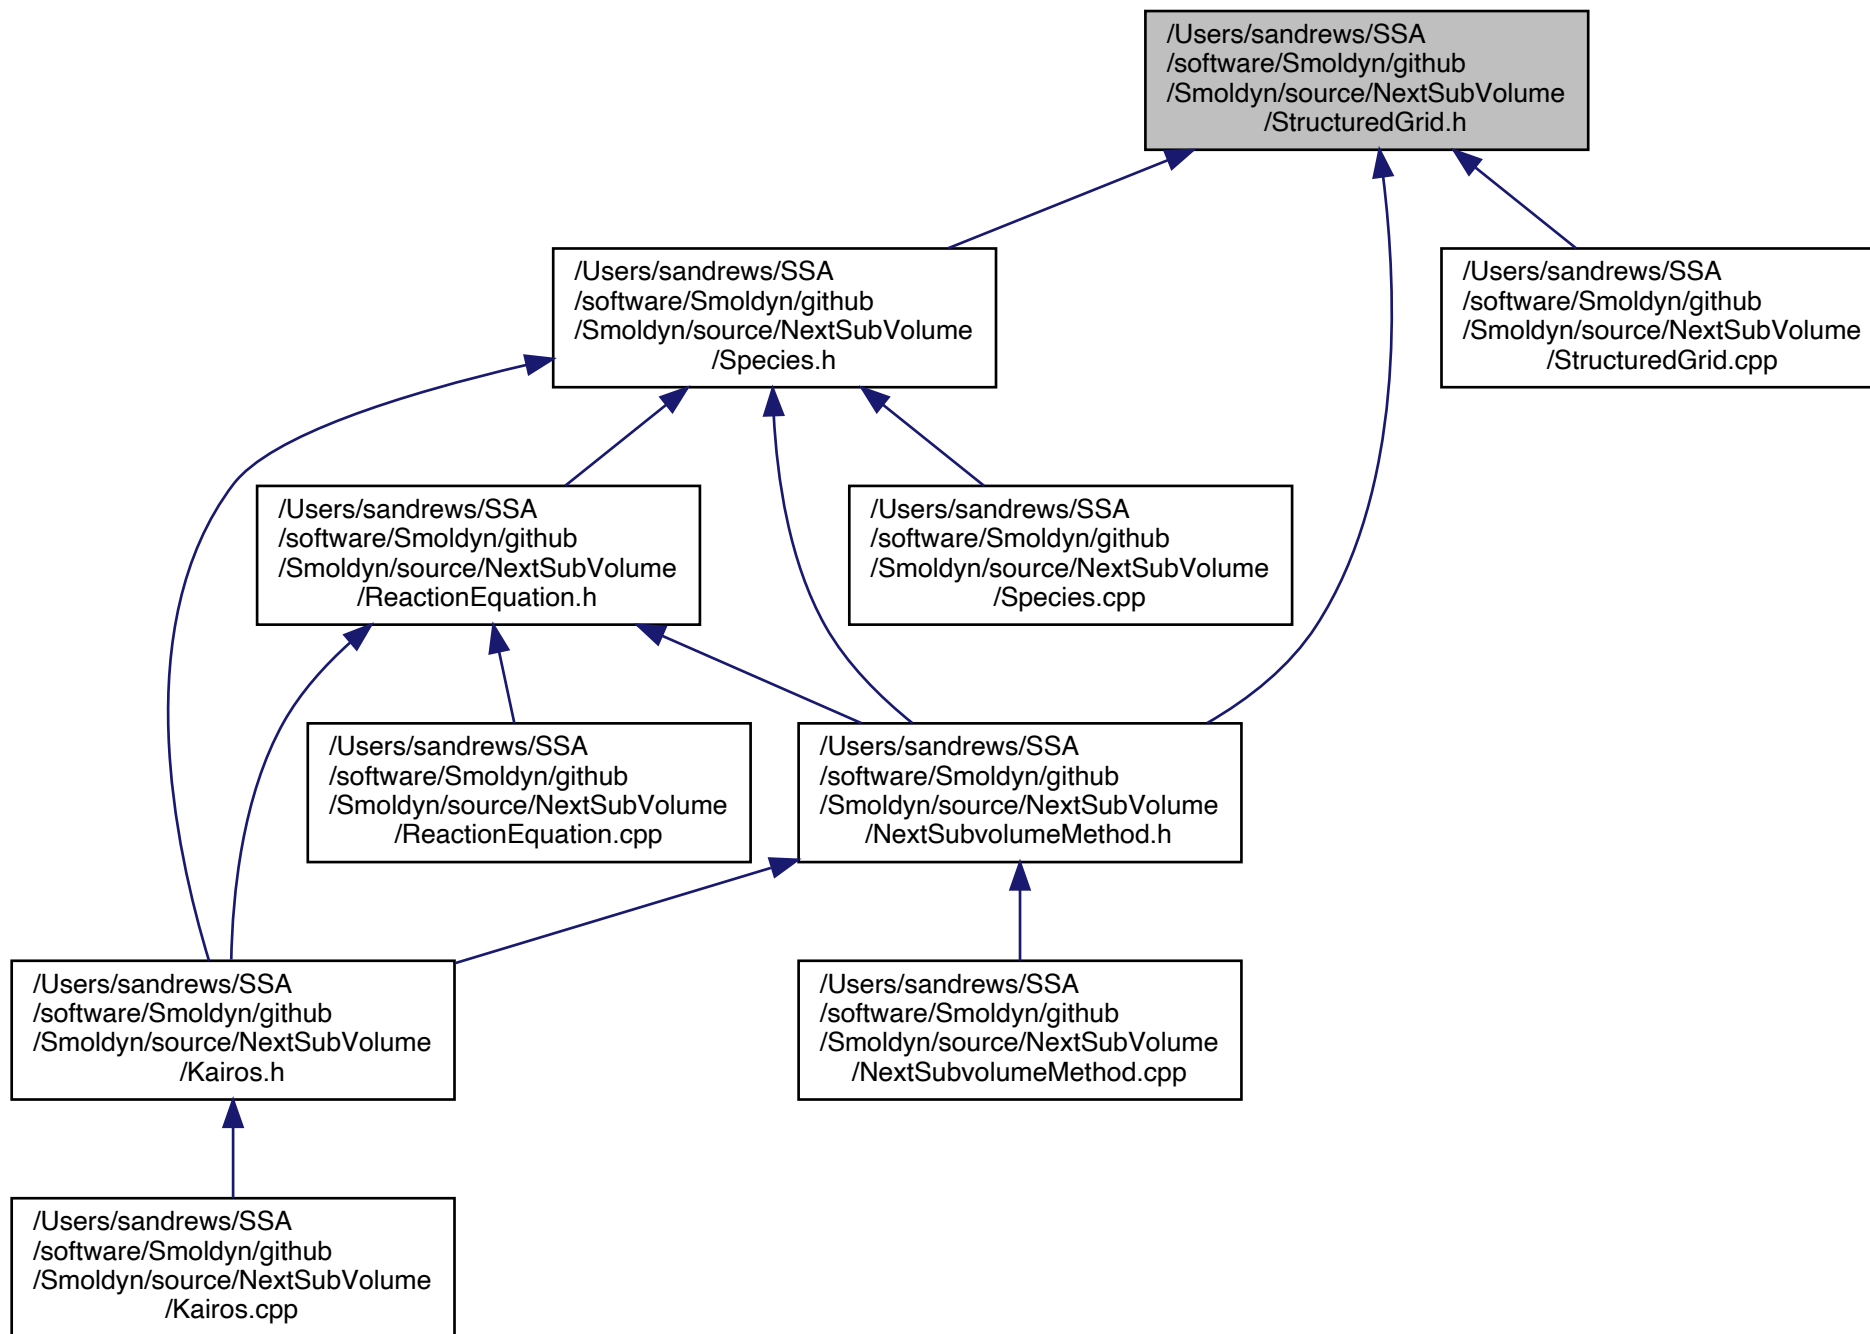 /Users/sandrews/SSA
/software/Smoldyn/github
/Smoldyn/source/NextSubVolume
/StructuredGrid.h
/Users/sandrews/SSA
/software/Smoldyn/github
/Smoldyn/source/NextSubVolume
/Species.h
/Users/sandrews/SSA
/software/Smoldyn/github
/Smoldyn/source/NextSubVolume
/StructuredGrid.cpp
/Users/sandrews/SSA
/software/Smoldyn/github
/Smoldyn/source/NextSubVolume
/ReactionEquation.h
/Users/sandrews/SSA
/software/Smoldyn/github
/Smoldyn/source/NextSubVolume
/Species.cpp
/Users/sandrews/SSA
/software/Smoldyn/github
/Smoldyn/source/NextSubVolume
/ReactionEquation.cpp
/Users/sandrews/SSA
/software/Smoldyn/github
/Smoldyn/source/NextSubVolume
/NextSubvolumeMethod.h
/Users/sandrews/SSA
/software/Smoldyn/github
/Smoldyn/source/NextSubVolume
/Kairos.h
/Users/sandrews/SSA
/software/Smoldyn/github
/Smoldyn/source/NextSubVolume
/NextSubvolumeMethod.cpp
/Users/sandrews/SSA
/software/Smoldyn/github
/Smoldyn/source/NextSubVolume
/Kairos.cpp